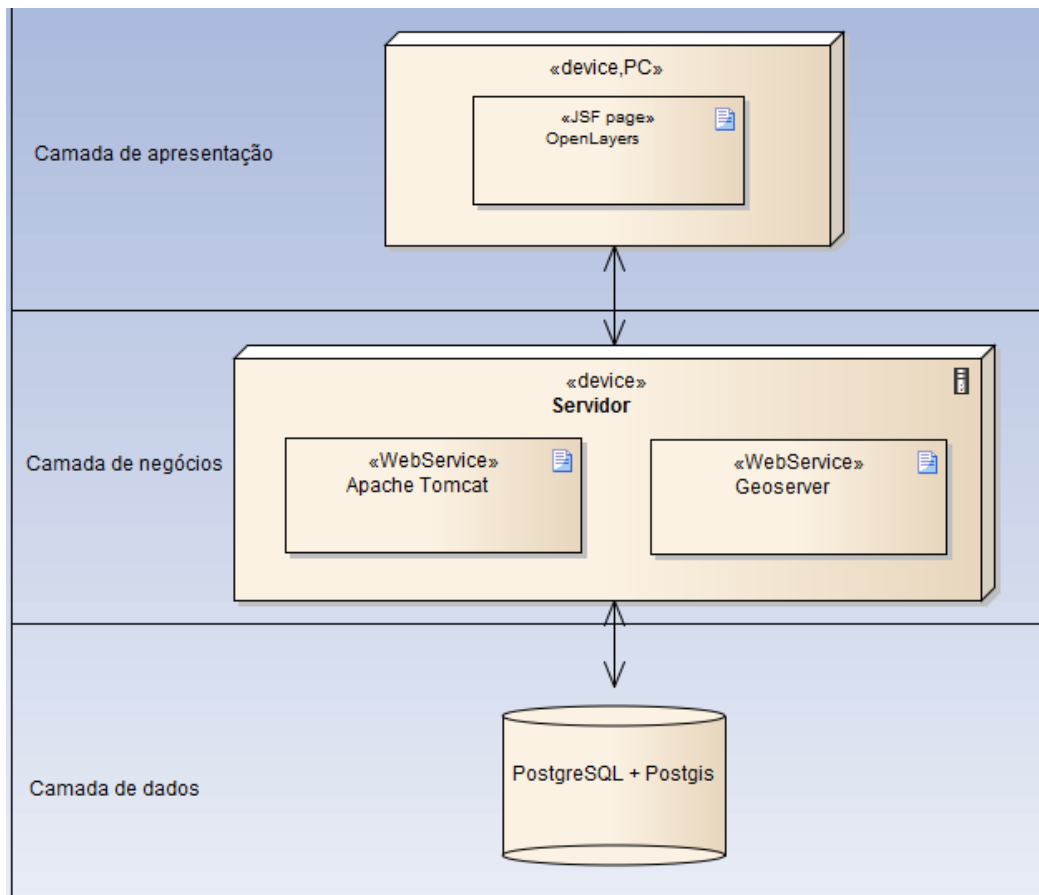 «device,PC»
«JSF page»
OpenLayers
Camada de apresentação
«device»
Servidor
«WebService»
Apache Tomcat
«WebService»
Geoserver
Camada de negócios
PostgreSQL + Postgis
Camada de dados